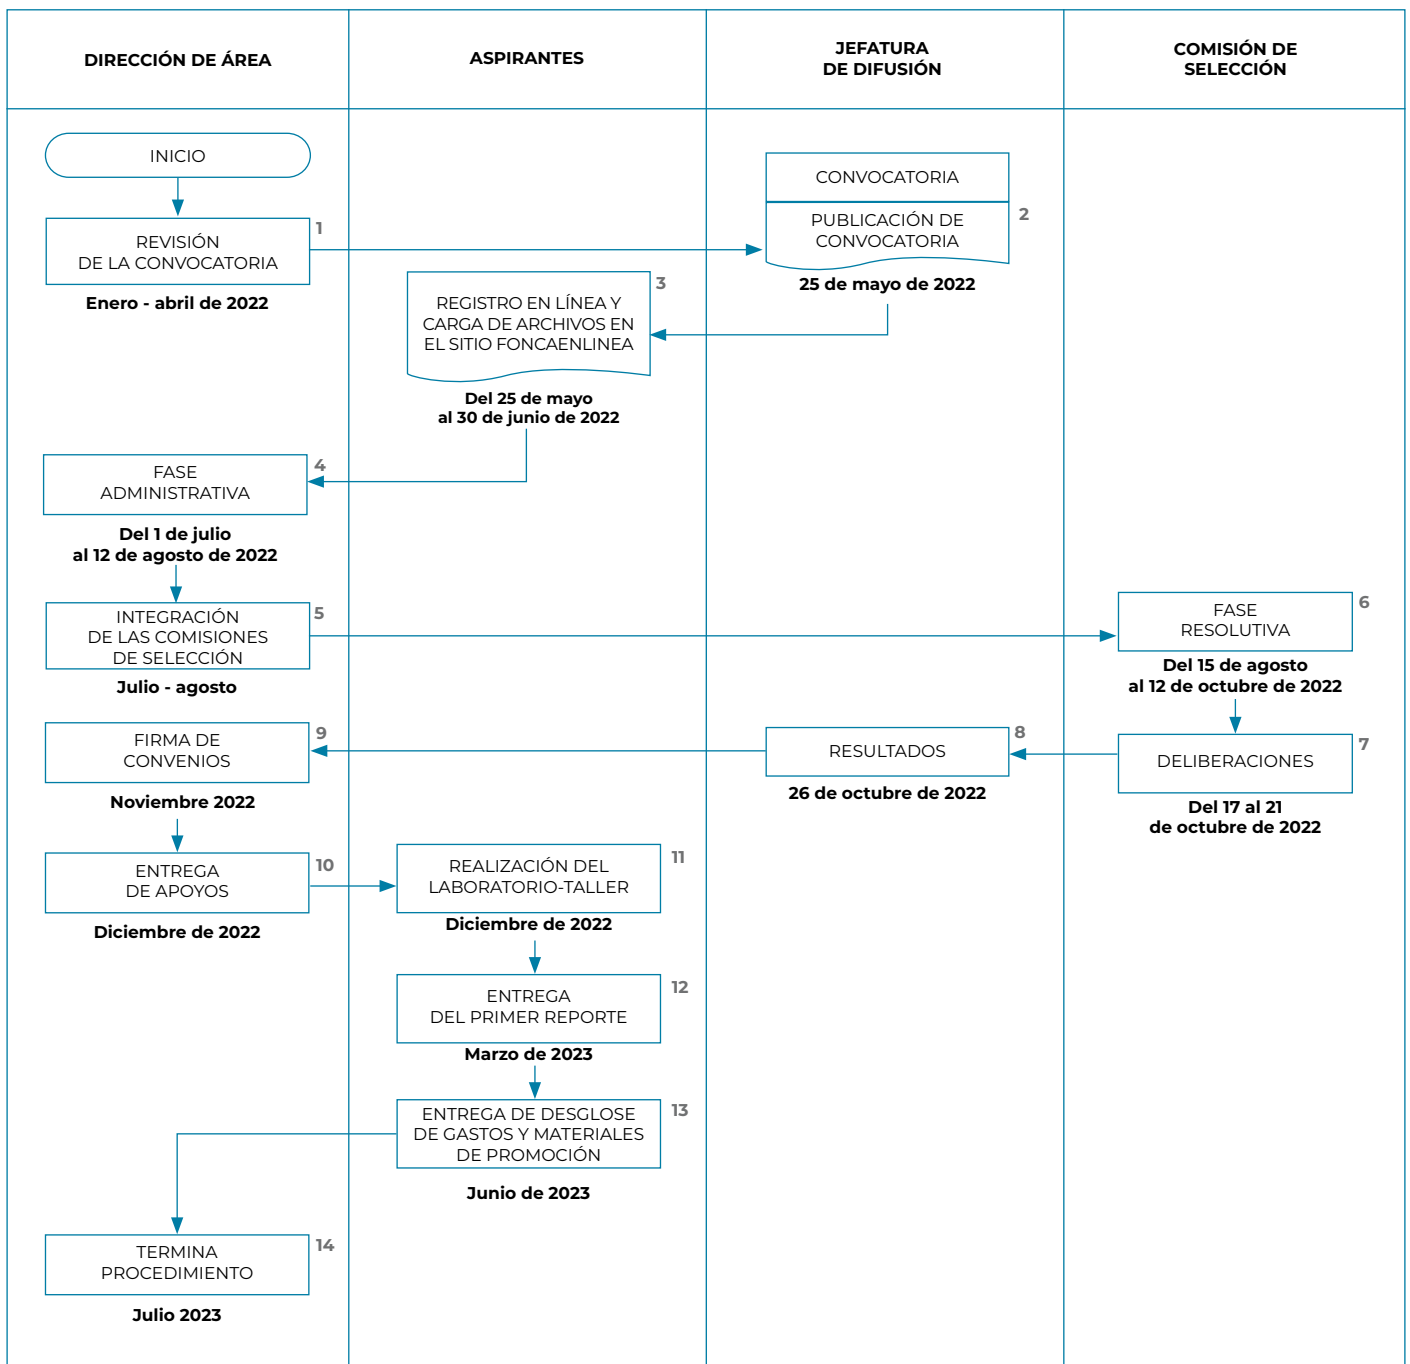 DIRECCIÓN DE ÁREA
ASPIRANTES
JEFATURA
DE DIFUSIÓN
COMISIÓN DE
SELECCIÓN
INICIO
REVISIÓN
DE LA CONVOCATORIA
1
Enero - abril de 2022
CONVOCATORIA
PUBLICACIÓN DE
CONVOCATORIA
2
25 de mayo de 2022
REGISTRO EN LÍNEA Y
CARGA DE ARCHIVOS EN
EL SITIO FONCAENLINEA
3
Del 25 de mayo
al 30 de junio de 2022
FASE
ADMINISTRATIVA
4
Del 1 de julio
al 12 de agosto de 2022
INTEGRACIÓN
DE LAS COMISIONES
DE SELECCIÓN
5
Julio - agosto
FASE
RESOLUTIVA
6
Del 15 de agosto
al 12 de octubre de 2022
DELIBERACIONES
7
Del 17 al 21
de octubre de 2022
RESULTADOS
8
26 de octubre de 2022
FIRMA DE
CONVENIOS
9
Noviembre 2022
ENTREGA
DE APOYOS
10
Diciembre de 2022
REALIZACIÓN DEL
LABORATORIO-TALLER
11
Diciembre de 2022
ENTREGA
DEL PRIMER REPORTE
12
Marzo de 2023
ENTREGA DE DESGLOSE
DE GASTOS Y MATERIALES
DE PROMOCIÓN
13
Junio de 2023
TERMINA
PROCEDIMIENTO
14
Julio 2023